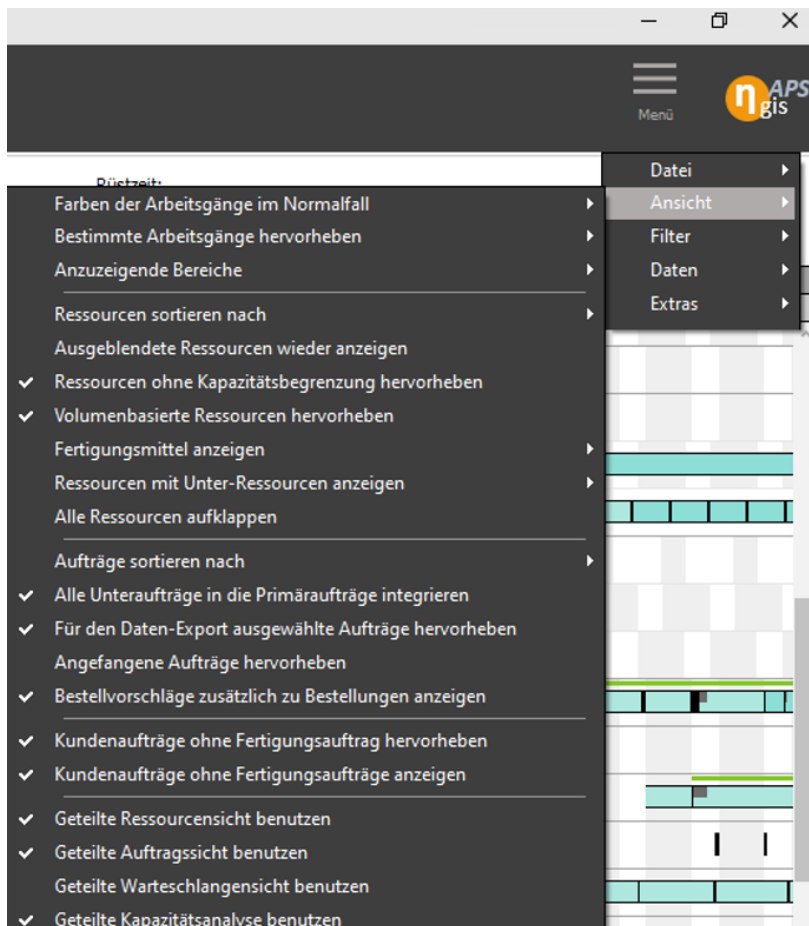 Menü
η gis APS
Rüstzeit:
Datei
Ansicht
Filter
Daten
Extras
Farben der Arbeitsgänge im Normalfall
Bestimmte Arbeitsgänge hervorheben
Anzuzeigende Bereiche
Ressourcen sortieren nach
Ausgeblendete Ressourcen wieder anzeigen
Ressourcen ohne Kapazitätsbegrenzung hervorheben
Volumenbasierte Ressourcen hervorheben
Fertigungsmittel anzeigen
Ressourcen mit Unter-Ressourcen anzeigen
Alle Ressourcen aufklappen
Aufträge sortieren nach
Alle Unteraufträge in die Primäraufträge integrieren
Für den Daten-Export ausgewählte Aufträge hervorheben
Angefangene Aufträge hervorheben
Bestellvorschläge zusätzlich zu Bestellungen anzeigen
Kundenaufträge ohne Fertigungsauftrag hervorheben
Kundenaufträge ohne Fertigungsaufträge anzeigen
Geteilte Ressourcensicht benutzen
Geteilte Auftragssicht benutzen
Geteilte Warteschlangensicht benutzen
Geteilte Kapazitätsanalyse benutzen